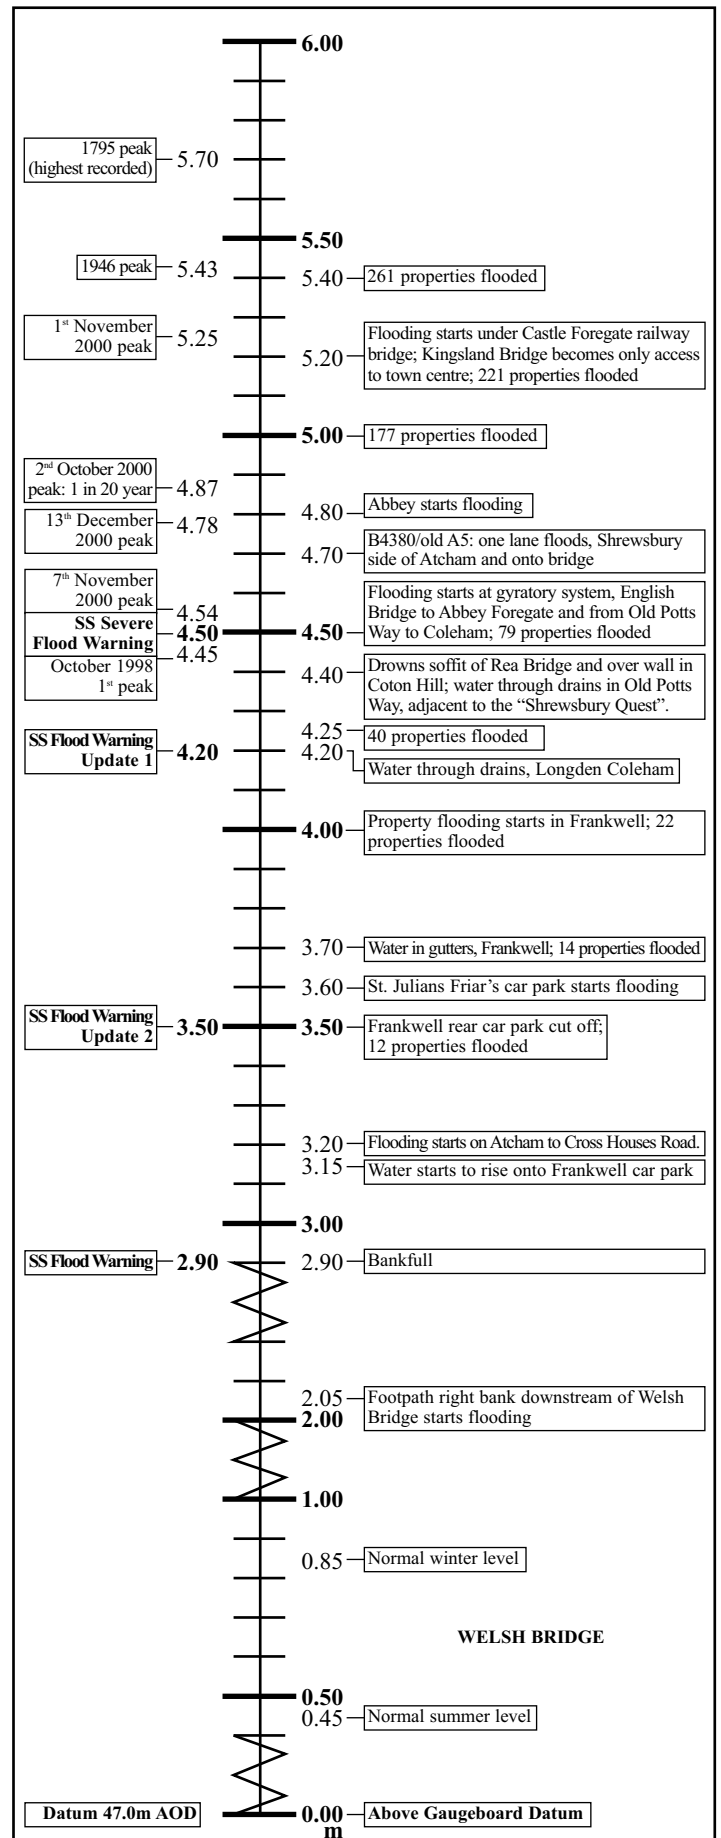 6.00
1795 peak
(highest recorded)
5.70
5.50
1946 peak
5.43
5.40
261 properties flooded
1st November
2000 peak
5.25
5.20
Flooding starts under Castle Foregate railway
bridge; Kingsland Bridge becomes only access
to town centre; 221 properties flooded
5.00
177 properties flooded
2nd October 2000
peak: 1 in 20 year
4.87
4.80
Abbey starts flooding
13th December
2000 peak
4.78
4.70
B4380/old A5: one lane floods, Shrewsbury
side of Atcham and onto bridge
7th November
2000 peak
4.54
SS Severe
Flood Warning
4.50
4.50
Flooding starts at gyratory system, English
Bridge to Abbey Foregate and from Old Potts
Way to Coleham; 79 properties flooded
4.45
October 1998
1st peak
4.40
Drowns soffit of Rea Bridge and over wall in
Coton Hill; water through drains in Old Potts
Way, adjacent to the “Shrewsbury Quest”.
4.25
40 properties flooded
SS Flood Warning
Update 1
4.20
4.20
Water through drains, Longden Coleham
4.00
Property flooding starts in Frankwell; 22
properties flooded
3.70
Water in gutters, Frankwell; 14 properties flooded
3.60
St. Julians Friar’s car park starts flooding
SS Flood Warning
Update 2
3.50
3.50
Frankwell rear car park cut off;
12 properties flooded
3.20
Flooding starts on Atcham to Cross Houses Road.
3.15
Water starts to rise onto Frankwell car park
3.00
SS Flood Warning
2.90
2.90
Bankfull
2.05
Footpath right bank downstream of Welsh
Bridge starts flooding
2.00
1.00
0.85
Normal winter level
WELSH BRIDGE
0.50
0.45
Normal summer level
Datum 47.0m AOD
0.00
Above Gaugeboard Datum
m